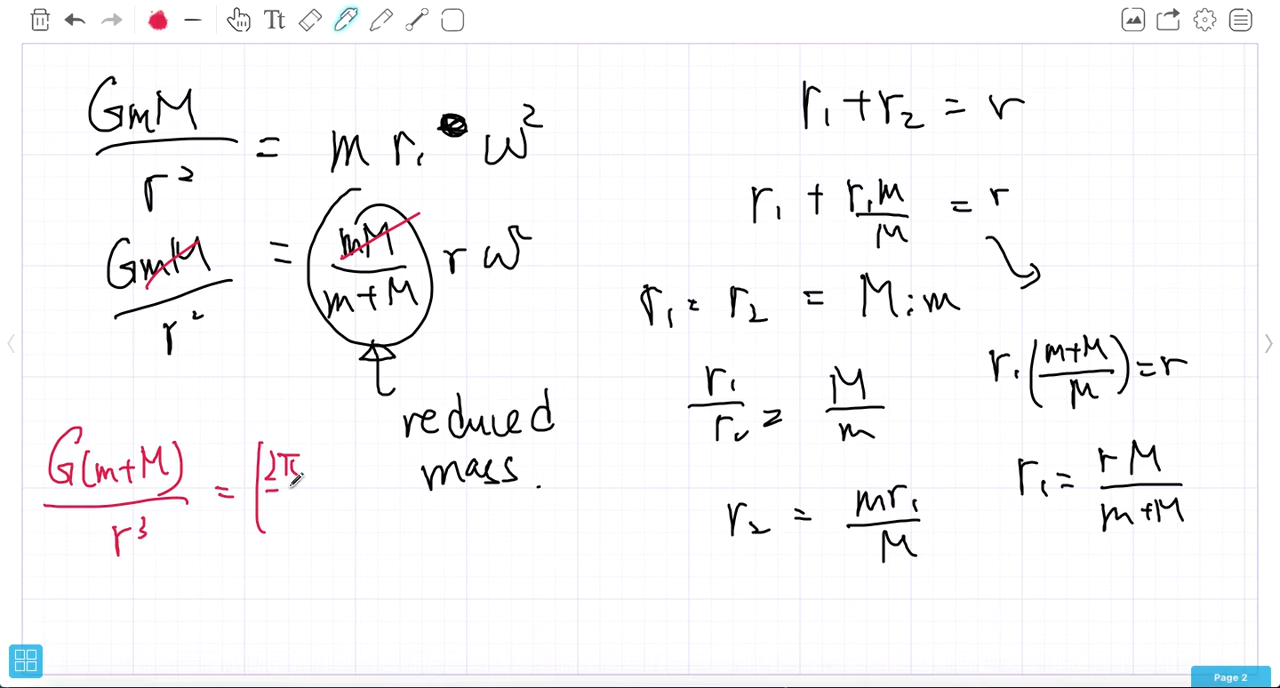 Tt
GmM/r² = m r₁ ω²
GmM/r² = mM/(m+M) r ω²
reduced
mass.
G(m+M)/r³ = (2π
r₁ + r₂ = r
r₁ + r₁m/M = r
r₁ : r₂ = M : m
r₁/r₂ = M/m
r₂ = mr₁/M
r₁ ((m+M)/M) = r
r₁ = rM/(m+M)
Page 2